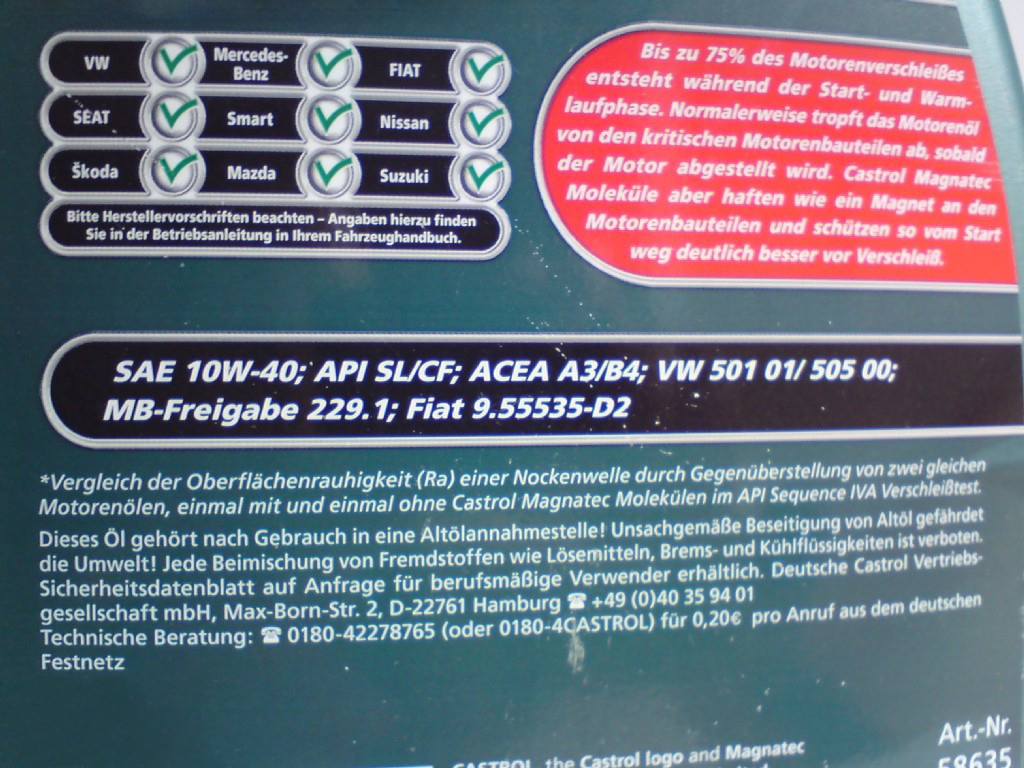 VW Mercedes-Benz FIAT
SEAT Smart Nissan
Škoda Mazda Suzuki
Bitte Herstellervorschriften beachten – Angaben hierzu finden
Sie in der Betriebsanleitung in Ihrem Fahrzeughandbuch.
Bis zu 75% des Motorenverschleißes
entsteht während der Start- und Warm-
laufphase. Normalerweise tropft das Motorenöl
von den kritischen Motorenbauteilen ab, sobald
der Motor abgestellt wird. Castrol Magnatec
Moleküle aber haften wie ein Magnet an den
Motorenbauteilen und schützen so vom Start
weg deutlich besser vor Verschleiß.
SAE 10W-40; API SL/CF; ACEA A3/B4; VW 501 01/ 505 00;
MB-Freigabe 229.1; Fiat 9.55535-D2
*Vergleich der Oberflächenrauhigkeit (Ra) einer Nockenwelle durch Gegenüberstellung von zwei gleichen
Motorenölen, einmal mit und einmal ohne Castrol Magnatec Molekülen im API Sequence IVA Verschleißtest.
Dieses Öl gehört nach Gebrauch in eine Altölannahmestelle! Unsachgemäße Beseitigung von Altöl gefährdet
die Umwelt! Jede Beimischung von Fremdstoffen wie Lösemitteln, Brems- und Kühlflüssigkeiten ist verboten.
Sicherheitsdatenblatt auf Anfrage für berufsmäßige Verwender erhältlich. Deutsche Castrol Vertriebs-
gesellschaft mbH, Max-Born-Str. 2, D-22761 Hamburg ☎ +49 (0)40 35 94 01
Technische Beratung: ☎ 0180-42278765 (oder 0180-4CASTROL) für 0,20€ pro Anruf aus dem deutschen
Festnetz
CASTROL, the Castrol logo and Magnatec
Art.-Nr.
58635